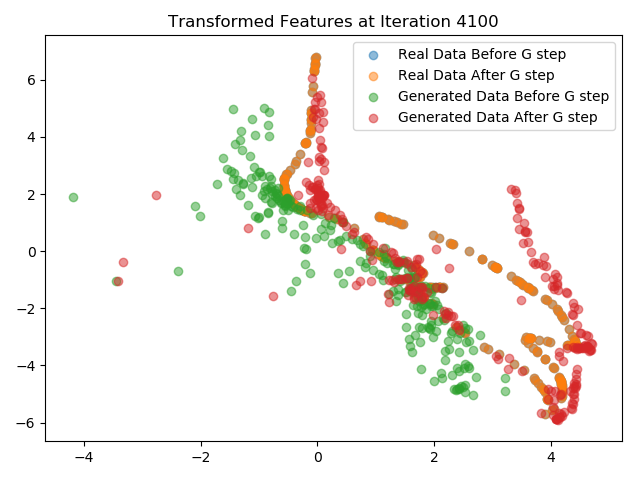 Transformed Features at Iteration 4100
Real Data Before G step
Real Data After G step
Generated Data Before G step
Generated Data After G step
6
4
2
0
−2
−4
−6
−4
−2
0
2
4